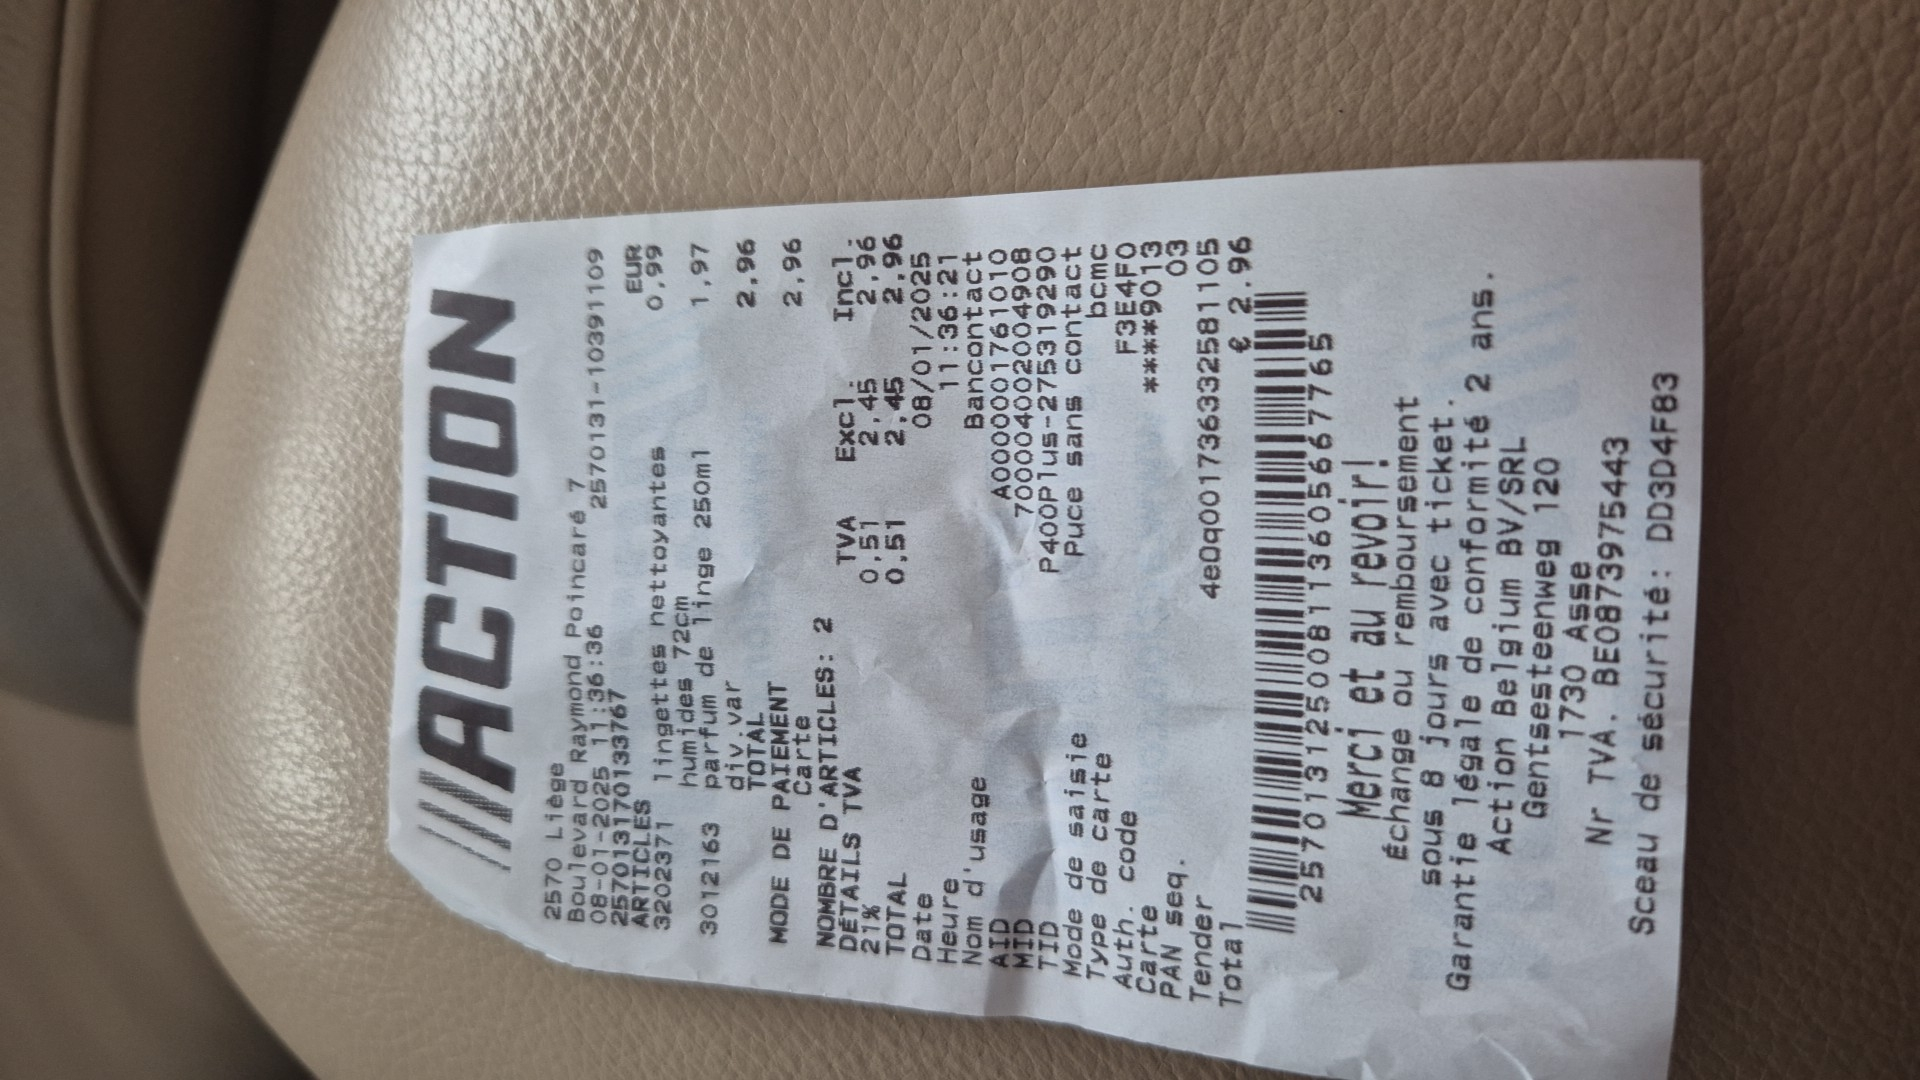 ACTION
2570 Liège
Boulevard Raymond Poincaré 7
08-01-2025 11:36:36 2570131-10391109
257013170133767
ARTICLES EUR
3202371 lingettes nettoyantes 0,99
humides 72cm
3012163 parfum de linge 250ml 1,97
div.var
TOTAL 2,96
MODE DE PAIEMENT
Carte 2,96
NOMBRE D'ARTICLES: 2
DÉTAILS TVA TVA Excl. Incl.
21% 0,51 2,45 2,96
TOTAL 0,51 2,45 2,96
Date 08/01/2025
Heure 11:36:21
Nom d'usage Bancontact
AID A0000001761010
MID 700040020004908
TID P400Plus-275319290
Mode de saisie Puce sans contact
Type de carte bcmc
Auth. code F3E4F0
Carte ****9013
PAN seq. 03
Tender 4eOq001736332581105
Total € 2.96
257013125008113605667765
Merci et au revoir!
Échange ou remboursement
sous 8 jours avec ticket.
Garantie légale de conformité 2 ans.
Action Belgium BV/SRL
Gentsesteenweg 120
1730 Asse
Nr TVA. BE0873975443
Sceau de sécurité: DD3D4F83